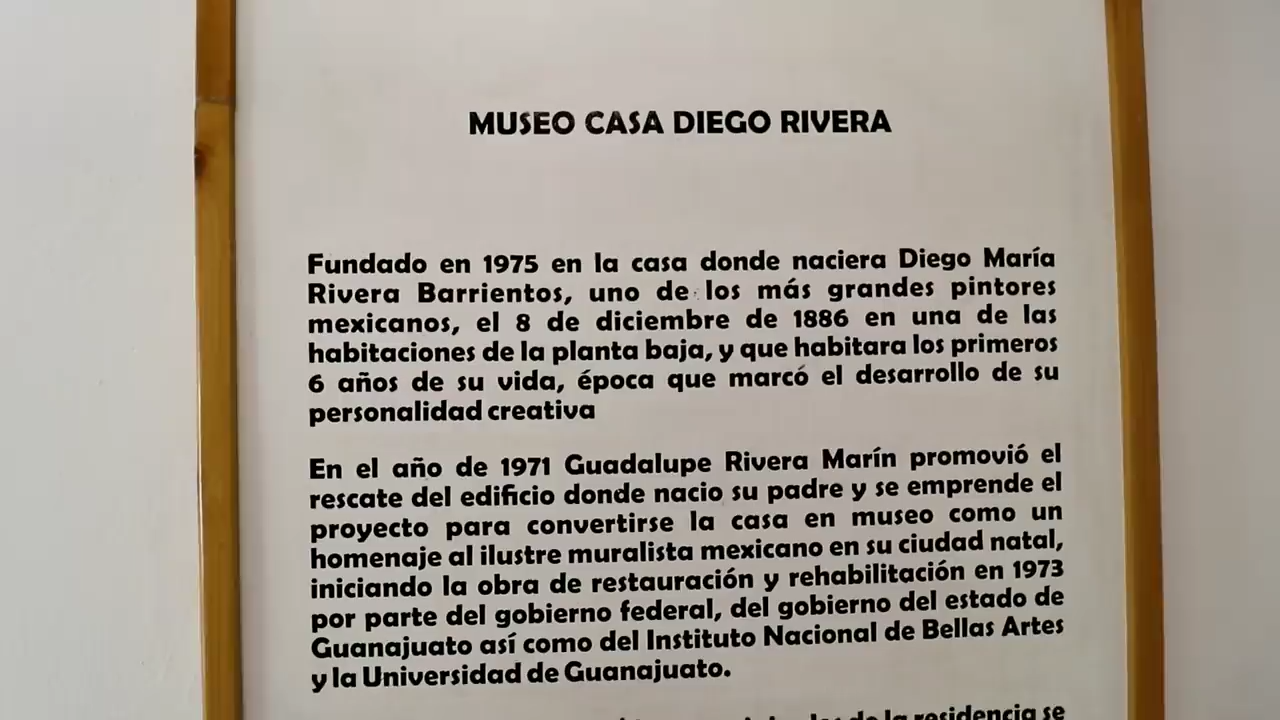 MUSEO CASA DIEGO RIVERA
Fundado en 1975 en la casa donde naciera Diego María
Rivera Barrientos, uno de los más grandes pintores
mexicanos, el 8 de diciembre de 1886 en una de las
habitaciones de la planta baja, y que habitara los primeros
6 años de su vida, época que marcó el desarrollo de su
personalidad creativa
En el año de 1971 Guadalupe Rivera Marín promovió el
rescate del edificio donde nacio su padre y se emprende el
proyecto para convertirse la casa en museo como un
homenaje al ilustre muralista mexicano en su ciudad natal,
iniciando la obra de restauración y rehabilitación en 1973
por parte del gobierno federal, del gobierno del estado de
Guanajuato así como del Instituto Nacional de Bellas Artes
y la Universidad de Guanajuato.
de la residencia se